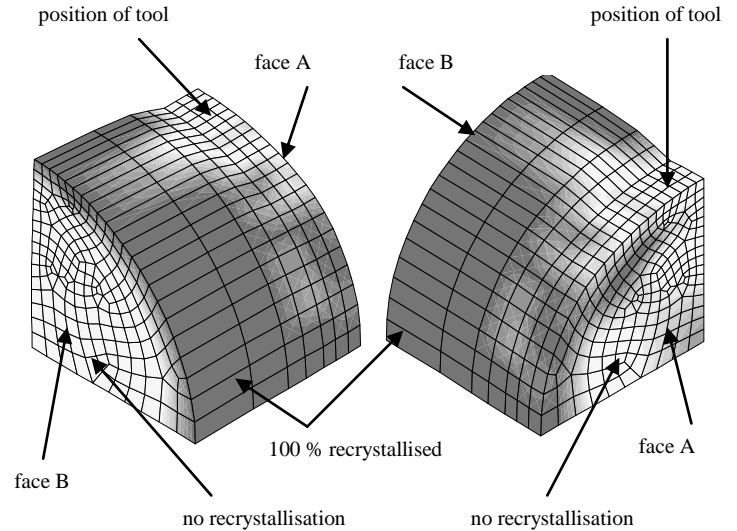 position of tool
position of tool
face A
face B
100 % recrystallised
face A
face B
no recrystallisation
no recrystallisation